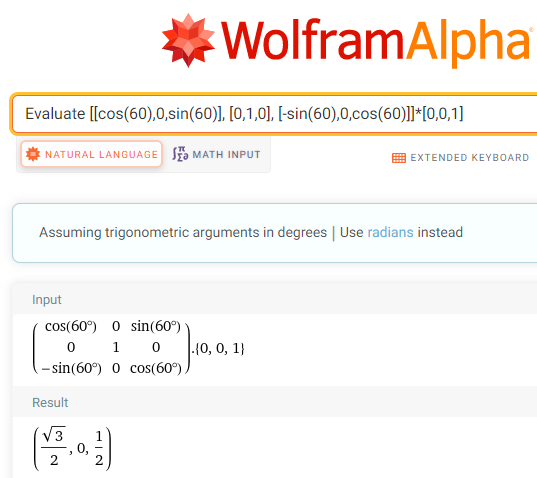 WolframAlpha
Evaluate [[cos(60),0,sin(60)], [0,1,0], [-sin(60),0,cos(60)]]*[0,0,1]
NATURAL LANGUAGE
MATH INPUT
EXTENDED KEYBOARD
Assuming trigonometric arguments in degrees | Use radians instead
Input
cos(60°) 0 sin(60°)
0 1 0
−sin(60°) 0 cos(60°)
.{0, 0, 1}
Result
(√3/2, 0, 1/2)